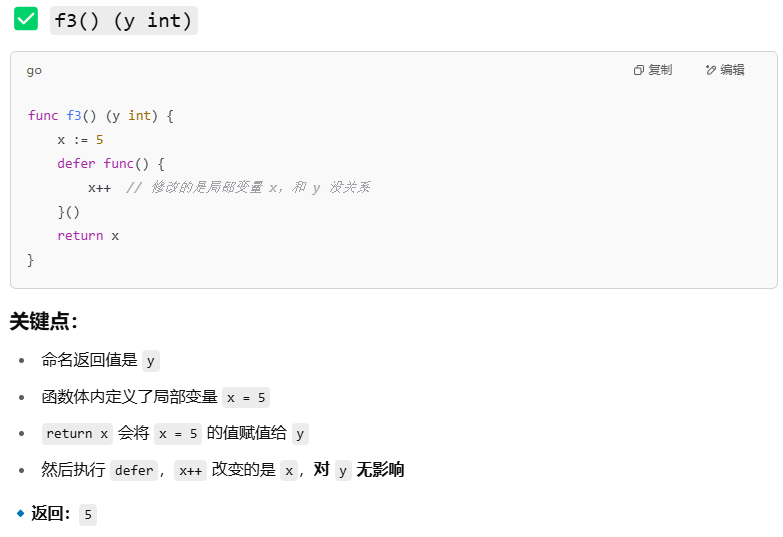 f3() (y int)
go 复制 编辑
func f3() (y int) {
    x := 5
    defer func() {
        x++  // 修改的是局部变量 x，和 y 没关系
    }()
    return x
}
关键点：
命名返回值是 y
函数体内定义了局部变量 x = 5
return x 会将 x = 5 的值赋值给 y
然后执行 defer，x++ 改变的是 x，对 y 无影响
返回：5